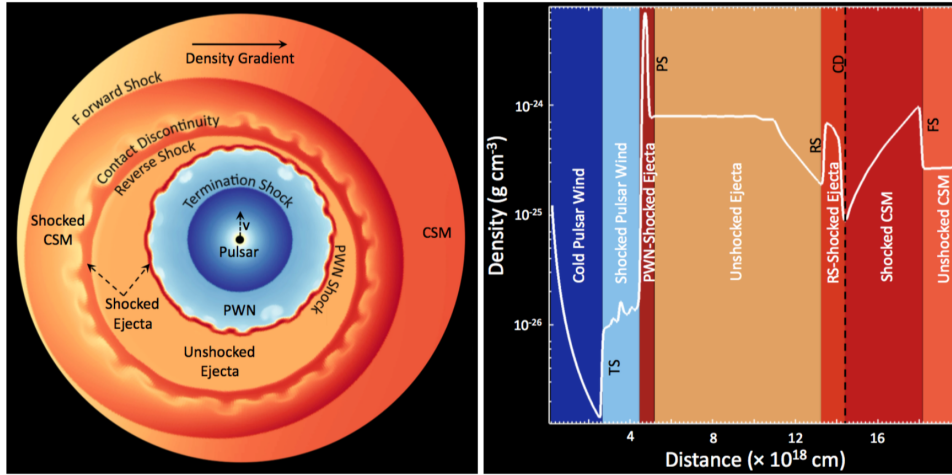 Density Gradient
Forward Shock
Contact Discontinuity
Reverse Shock
Termination Shock
v
Pulsar
Shocked
CSM
CSM
Shocked
Ejecta
PWN
PWN Shock
Unshocked
Ejecta
Density (g cm⁻³)
10⁻²⁴
10⁻²⁵
10⁻²⁶
Cold Pulsar Wind
Shocked Pulsar Wind
TS
PWN-Shocked Ejecta
PS
Unshocked Ejecta
RS
RS-Shocked Ejecta
CD
Shocked CSM
FS
Unshocked CSM
4 8 12 16
Distance (× 10¹⁸ cm)